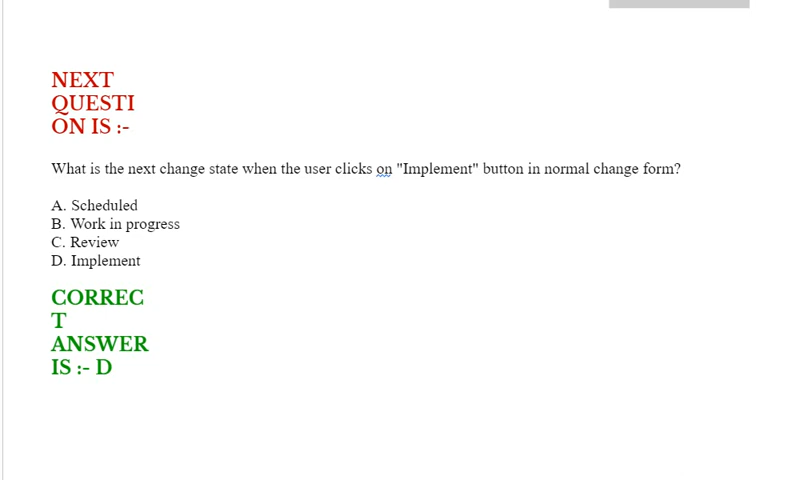 NEXT
QUESTI
ON IS :-
What is the next change state when the user clicks on "Implement" button in normal change form?
A. Scheduled
B. Work in progress
C. Review
D. Implement
CORREC
T
ANSWER
IS :- D